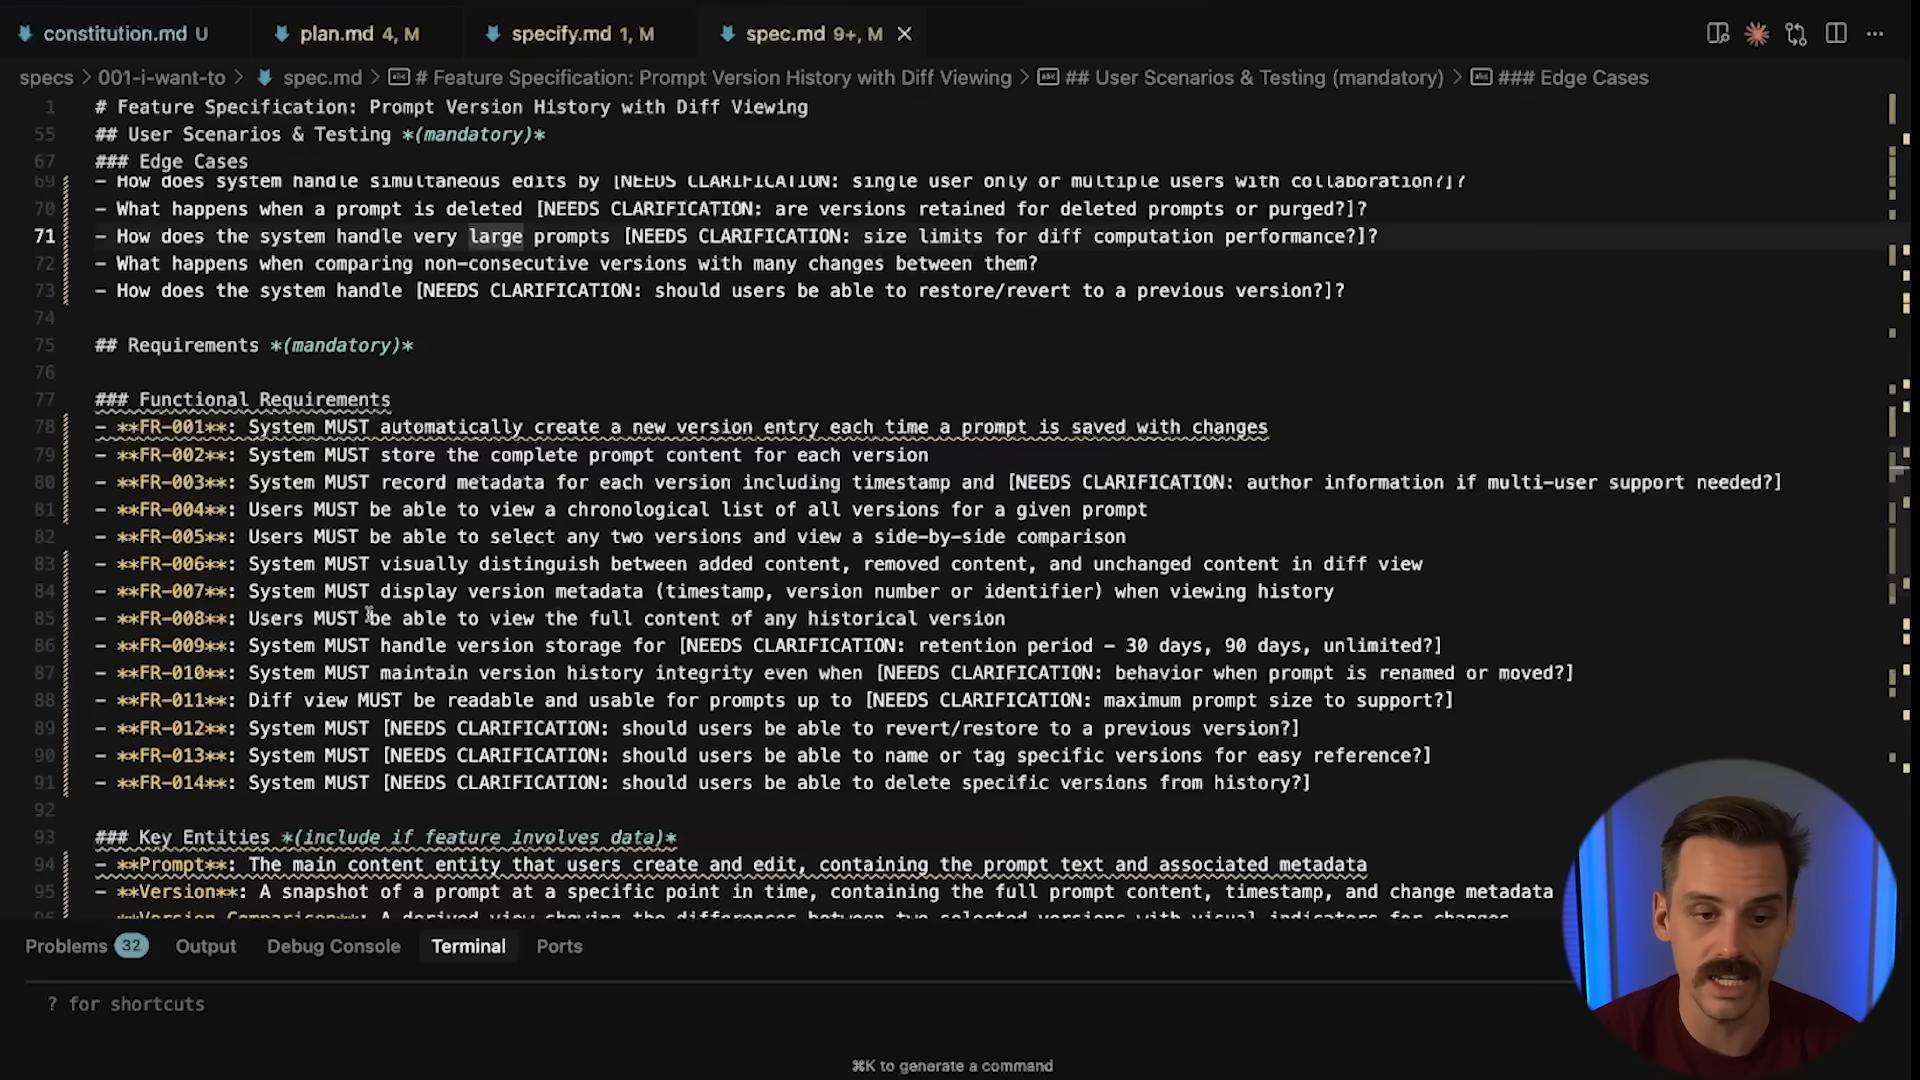 constitution.md U
plan.md 4, M
specify.md 1, M
spec.md 9+, M
specs > 001-i-want-to > spec.md > # Feature Specification: Prompt Version History with Diff Viewing > ## User Scenarios & Testing (mandatory) > ### Edge Cases
1 # Feature Specification: Prompt Version History with Diff Viewing
55 ## User Scenarios & Testing *(mandatory)*
67 ### Edge Cases
69 - How does system handle simultaneous edits by [NEEDS CLARIFICATION: single user only or multiple users with collaboration?]?
70 - What happens when a prompt is deleted [NEEDS CLARIFICATION: are versions retained for deleted prompts or purged?]?
71 - How does the system handle very large prompts [NEEDS CLARIFICATION: size limits for diff computation performance?]?
72 - What happens when comparing non-consecutive versions with many changes between them?
73 - How does the system handle [NEEDS CLARIFICATION: should users be able to restore/revert to a previous version?]?
74
75 ## Requirements *(mandatory)*
76
77 ### Functional Requirements
78 - **FR-001**: System MUST automatically create a new version entry each time a prompt is saved with changes
79 - **FR-002**: System MUST store the complete prompt content for each version
80 - **FR-003**: System MUST record metadata for each version including timestamp and [NEEDS CLARIFICATION: author information if multi-user support needed?]
81 - **FR-004**: Users MUST be able to view a chronological list of all versions for a given prompt
82 - **FR-005**: Users MUST be able to select any two versions and view a side-by-side comparison
83 - **FR-006**: System MUST visually distinguish between added content, removed content, and unchanged content in diff view
84 - **FR-007**: System MUST display version metadata (timestamp, version number or identifier) when viewing history
85 - **FR-008**: Users MUST be able to view the full content of any historical version
86 - **FR-009**: System MUST handle version storage for [NEEDS CLARIFICATION: retention period - 30 days, 90 days, unlimited?]
87 - **FR-010**: System MUST maintain version history integrity even when [NEEDS CLARIFICATION: behavior when prompt is renamed or moved?]
88 - **FR-011**: Diff view MUST be readable and usable for prompts up to [NEEDS CLARIFICATION: maximum prompt size to support?]
89 - **FR-012**: System MUST [NEEDS CLARIFICATION: should users be able to revert/restore to a previous version?]
90 - **FR-013**: System MUST [NEEDS CLARIFICATION: should users be able to name or tag specific versions for easy reference?]
91 - **FR-014**: System MUST [NEEDS CLARIFICATION: should users be able to delete specific versions from history?]
92
93 ### Key Entities *(include if feature involves data)*
94 - **Prompt**: The main content entity that users create and edit, containing the prompt text and associated metadata
95 - **Version**: A snapshot of a prompt at a specific point in time, containing the full prompt content, timestamp, and change metadata
96 - **Version Comparison**: A derived view showing the differences between two selected versions with visual indicators for changes
Problems 32 Output Debug Console Terminal Ports
? for shortcuts
⌘K to generate a command